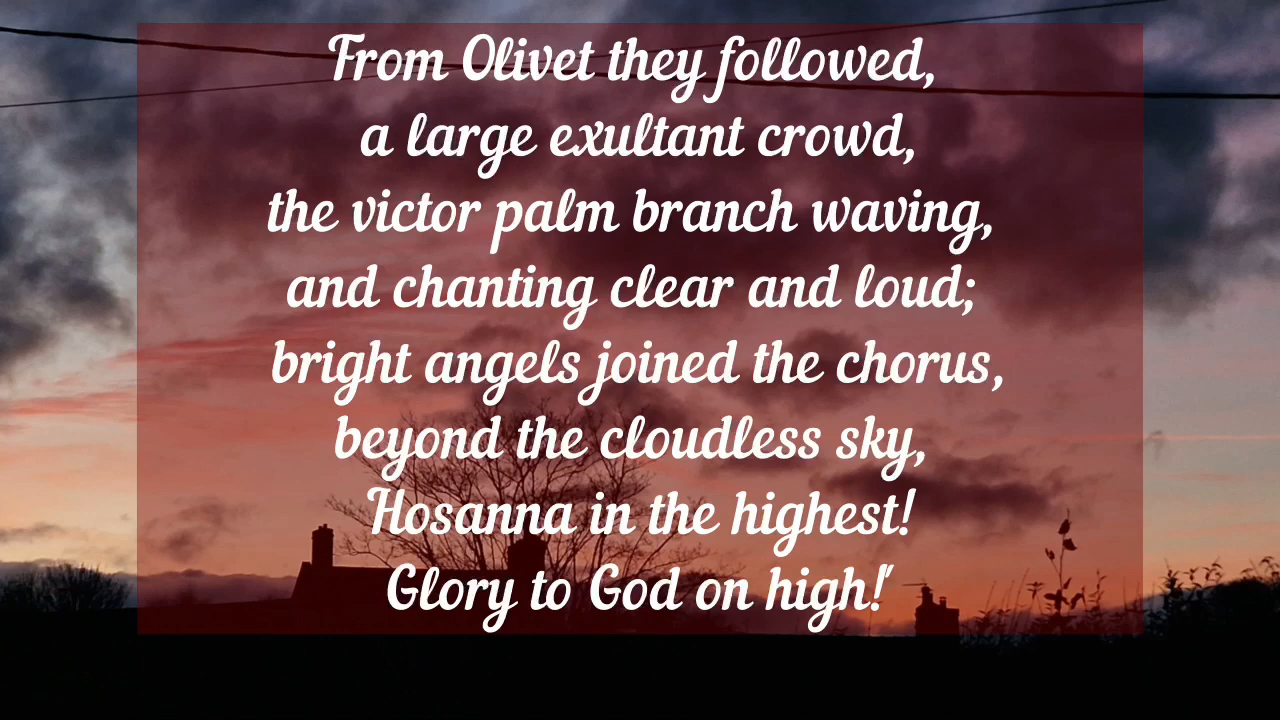 From Olivet they followed,
a large exultant crowd,
the victor palm branch waving,
and chanting clear and loud;
bright angels joined the chorus,
beyond the cloudless sky,
Hosanna in the highest!
Glory to God on high!"